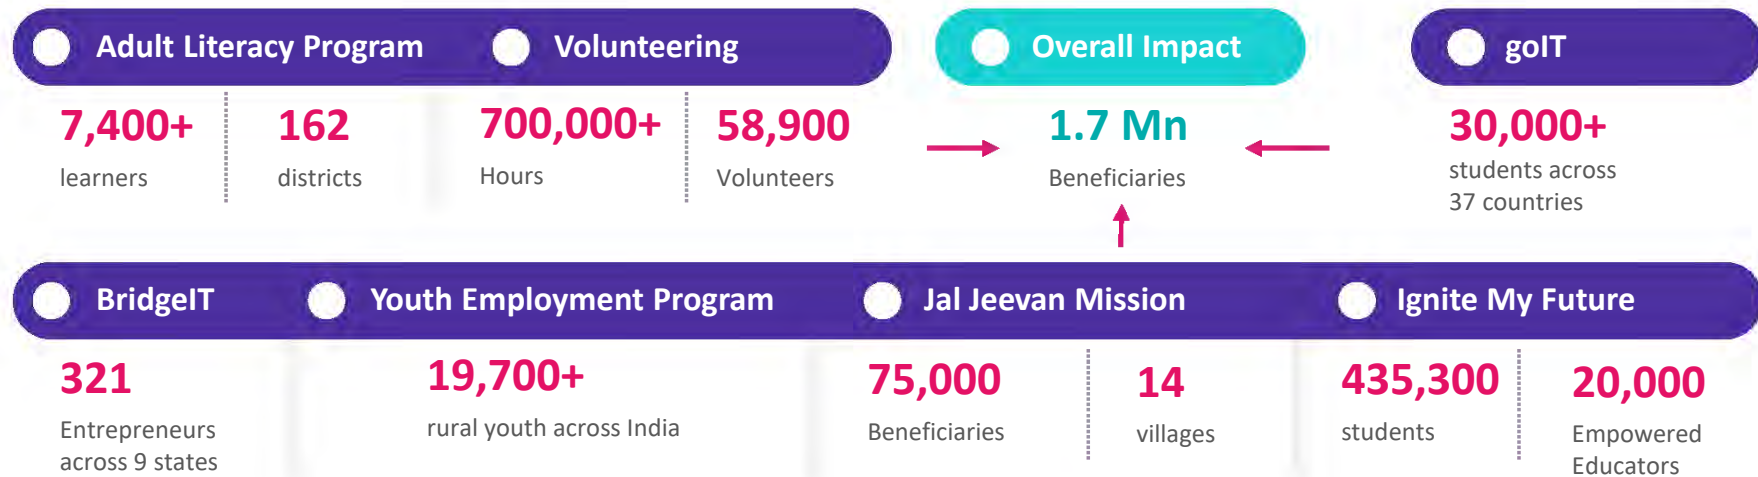 Adult Literacy Program
7,400+
learners
162
districts
Volunteering
700,000+
Hours
58,900
Volunteers
Overall Impact
1.7 Mn
Beneficiaries
goIT
30,000+
students across
37 countries
BridgeIT
321
Entrepreneurs
across 9 states
Youth Employment Program
19,700+
rural youth across India
Jal Jeevan Mission
75,000
Beneficiaries
14
villages
Ignite My Future
435,300
students
20,000
Empowered
Educators